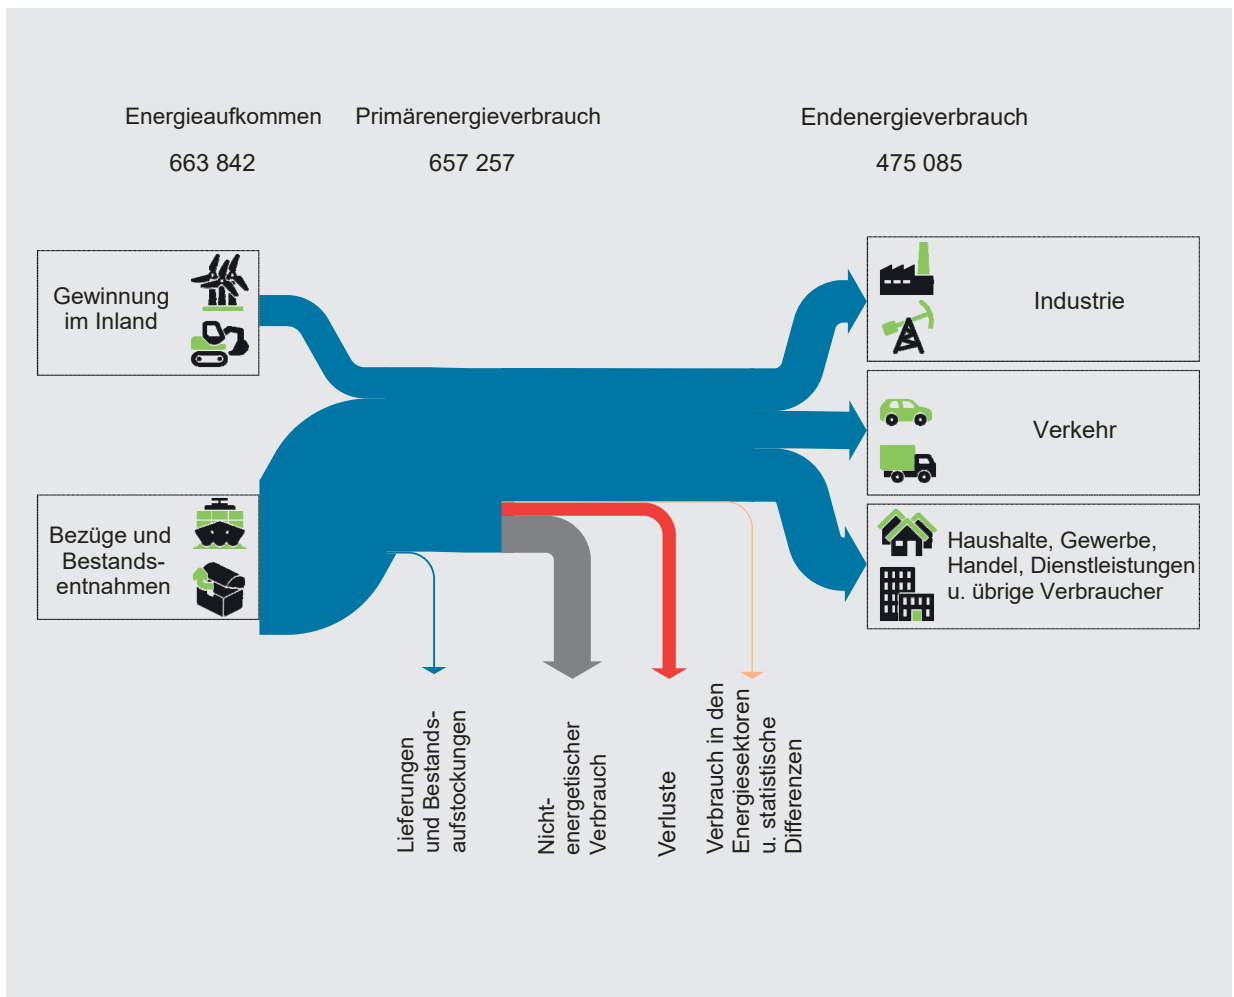 Energieaufkommen
663 842
Primärenergieverbrauch
657 257
Endenergieverbrauch
475 085
Gewinnung
im Inland
Bezüge und
Bestands-
entnahmen
Industrie
Verkehr
Haushalte, Gewerbe,
Handel, Dienstleistungen
u. übrige Verbraucher
Lieferungen
und Bestands-
aufstockungen
Nicht-
energetischer
Verbrauch
Verluste
Verbrauch in den
Energiesektoren
u. statistische
Differenzen